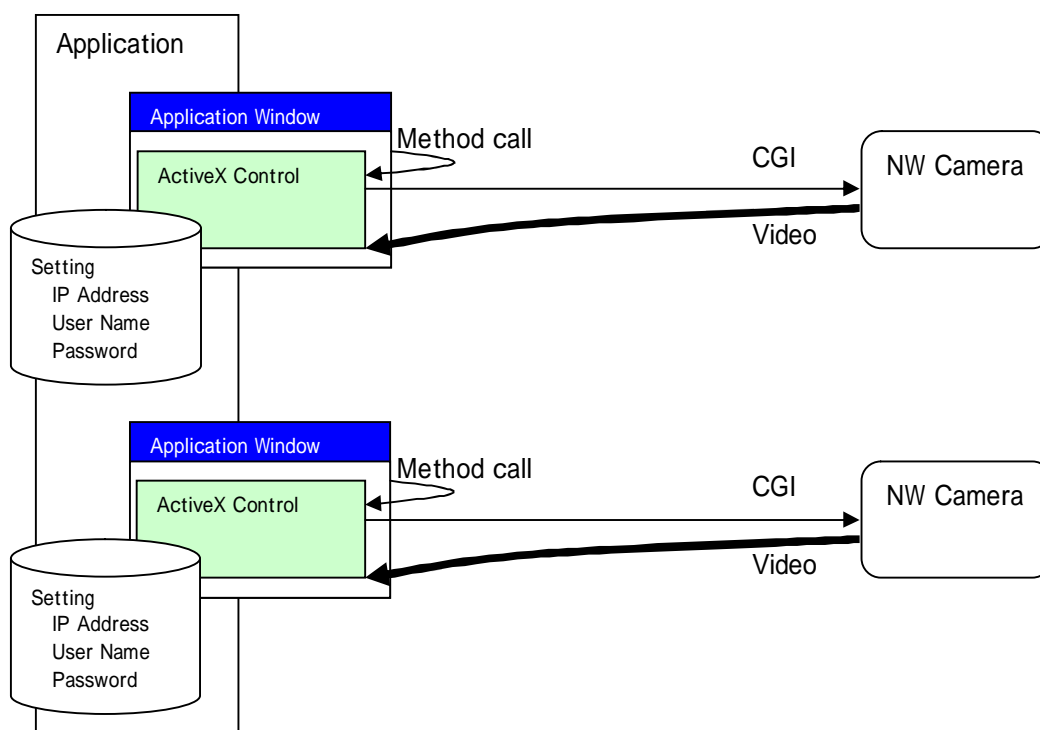 Application
Application Window
Method call
ActiveX Control
CGI
NW Camera
Video
Setting
IP Address
User Name
Password
Application Window
Method call
ActiveX Control
CGI
NW Camera
Video
Setting
IP Address
User Name
Password